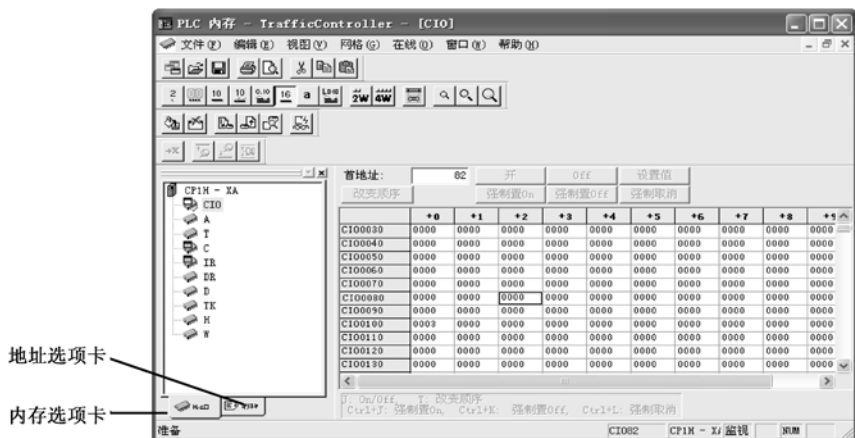 PLC 内存 - TrafficController - [CIO]
文件(F) 编辑(E) 视图(V) 网格(G) 在线(O) 窗口(W) 帮助(H)
2 10 10 0.10 16 a 2W 4W
首地址: 82 开 Off 设置值
改变顺序 强制置On 强制置Off 强制取消
CP1H - XA
CIO
A
T
C
IR
DR
D
TK
H
W
+0 +1 +2 +3 +4 +5 +6 +7 +8 +9
CIO0030 0000 0000 0000 0000 0000 0000 0000 0000 0000 0000
CIO0040 0000 0000 0000 0000 0000 0000 0000 0000 0000 0000
CIO0050 0000 0000 0000 0000 0000 0000 0000 0000 0000 0000
CIO0060 0000 0000 0000 0000 0000 0000 0000 0000 0000 0000
CIO0070 0000 0000 0000 0000 0000 0000 0000 0000 0000 0000
CIO0080 0000 0000 0000 0000 0000 0000 0000 0000 0000 0000
CIO0090 0000 0000 0000 0000 0000 0000 0000 0000 0000 0000
CIO0100 0003 0000 0000 0000 0000 0000 0000 0000 0000 0000
CIO0110 0000 0000 0000 0000 0000 0000 0000 0000 0000 0000
CIO0120 0000 0000 0000 0000 0000 0000 0000 0000 0000 0000
CIO0130 0000 0000 0000 0000 0000 0000 0000 0000 0000 0000
地址选项卡
内存选项卡
J: On/Off, T: 改变顺序
Ctrl+J: 强制置On, Ctrl+K: 强制置Off, Ctrl+L: 强制取消
准备 CIO82 CP1H - XA 监视 NUM